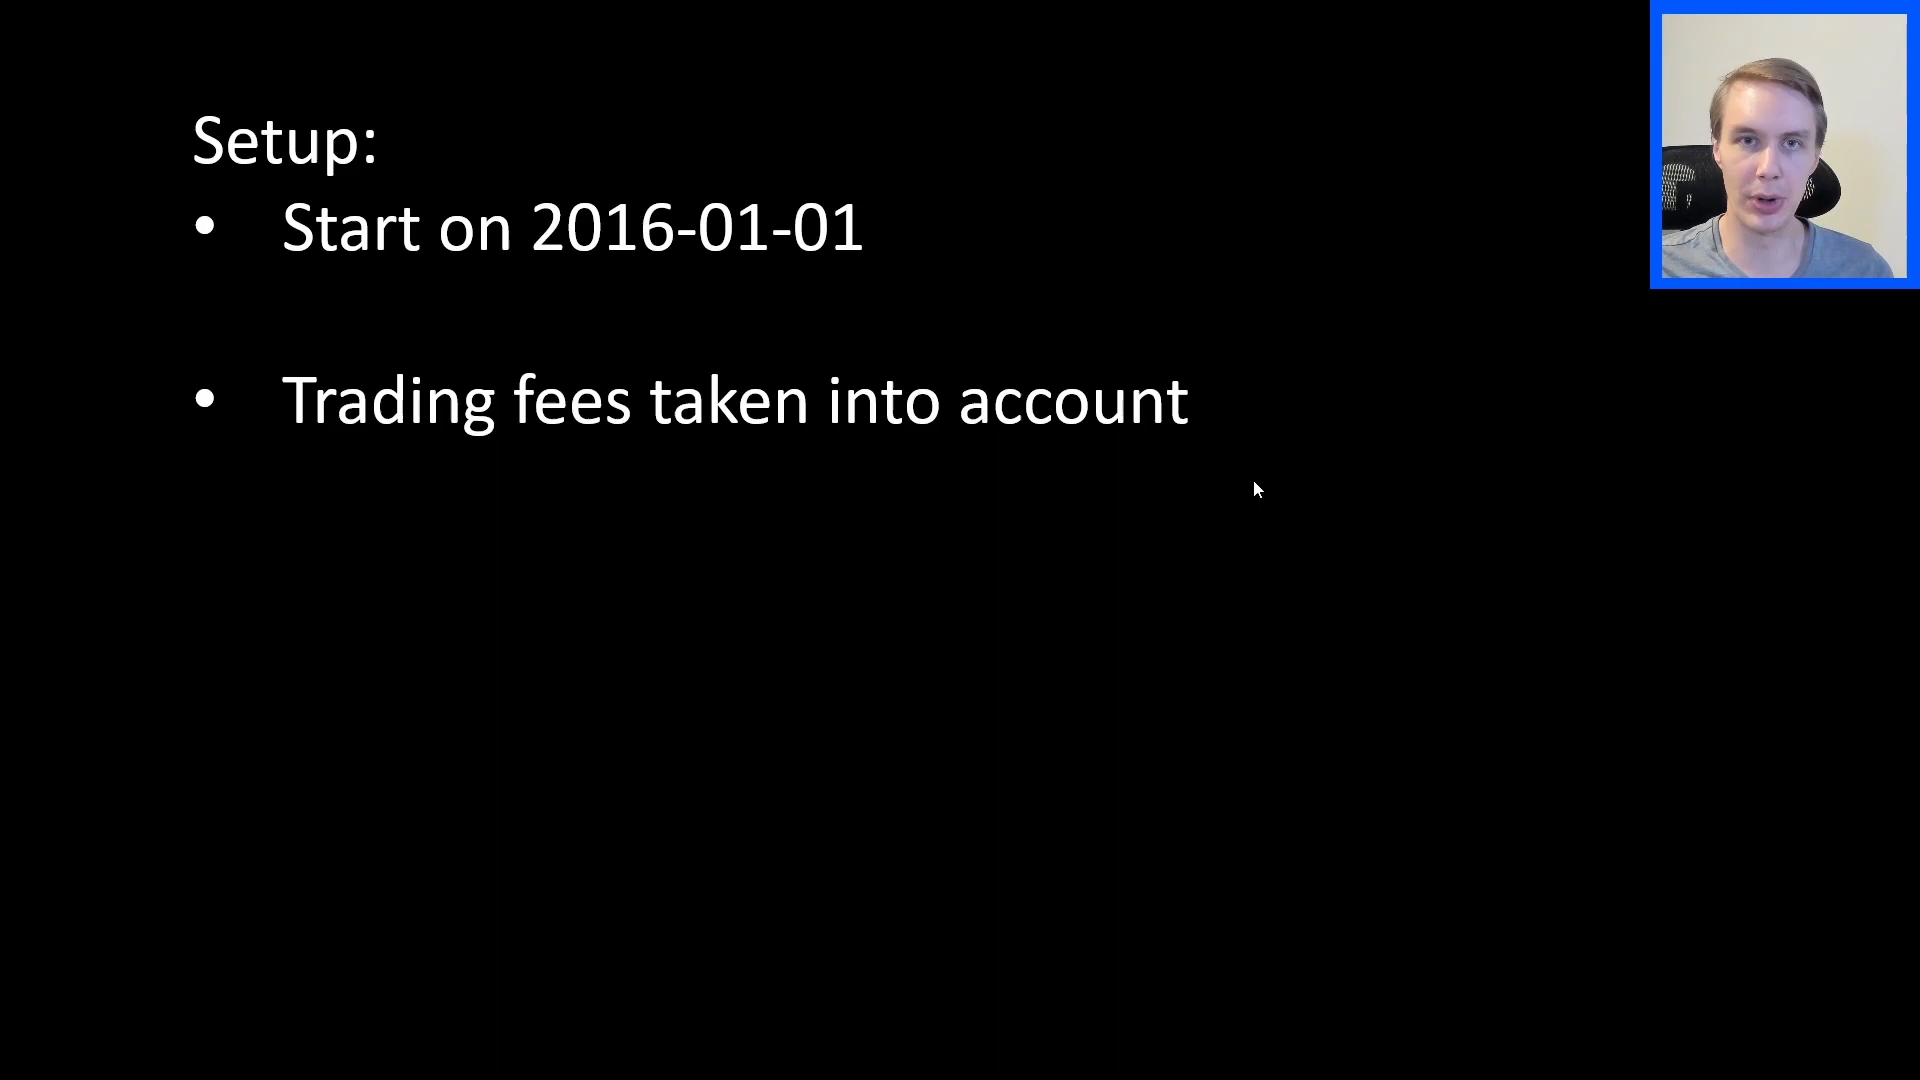 Setup:
• Start on 2016-01-01
• Trading fees taken into account